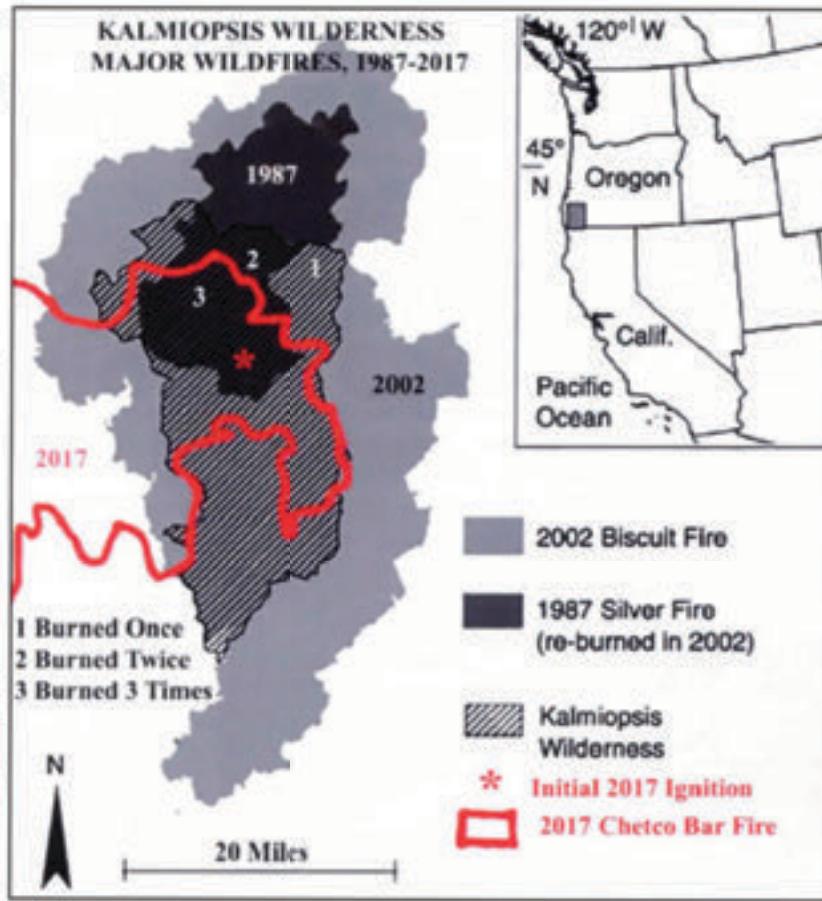 KALMIOPSIS WILDERNESS
MAJOR WILDFIRES, 1987-2017
1987
2
1
3
*
2002
2017
1 Burned Once
2 Burned Twice
3 Burned 3 Times
N
20 Miles
120° W
45°
N
Oregon
Calif.
Pacific
Ocean
2002 Biscuit Fire
1987 Silver Fire
(re-burned in 2002)
Kalmiopsis
Wilderness
* Initial 2017 Ignition
2017 Chetco Bar Fire